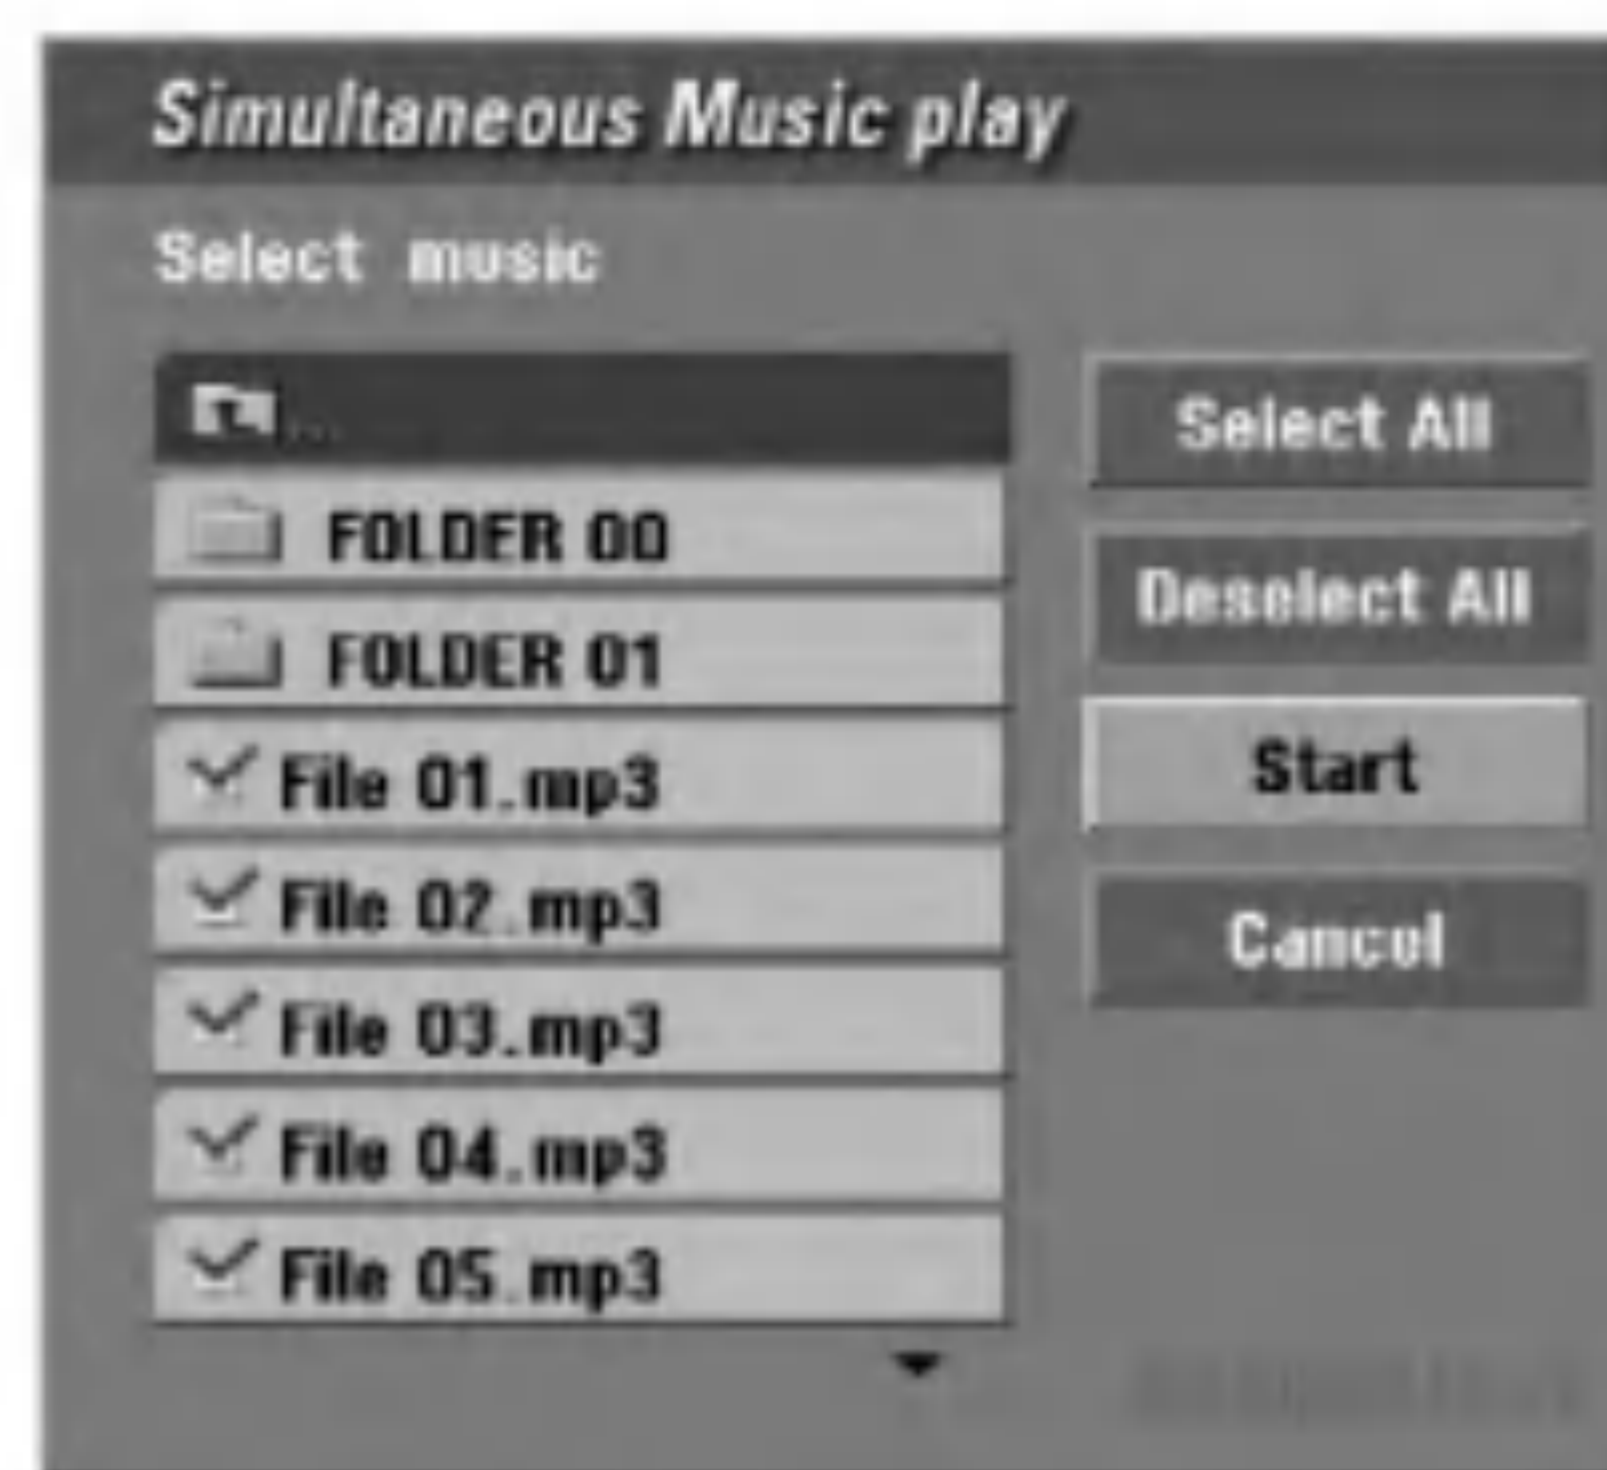 Simultaneous Music play
Select music
...
FOLDER 00
FOLDER 01
File 01.mp3
File 02.mp3
File 03.mp3
File 04.mp3
File 05.mp3
Select All
Deselect All
Start
Cancel